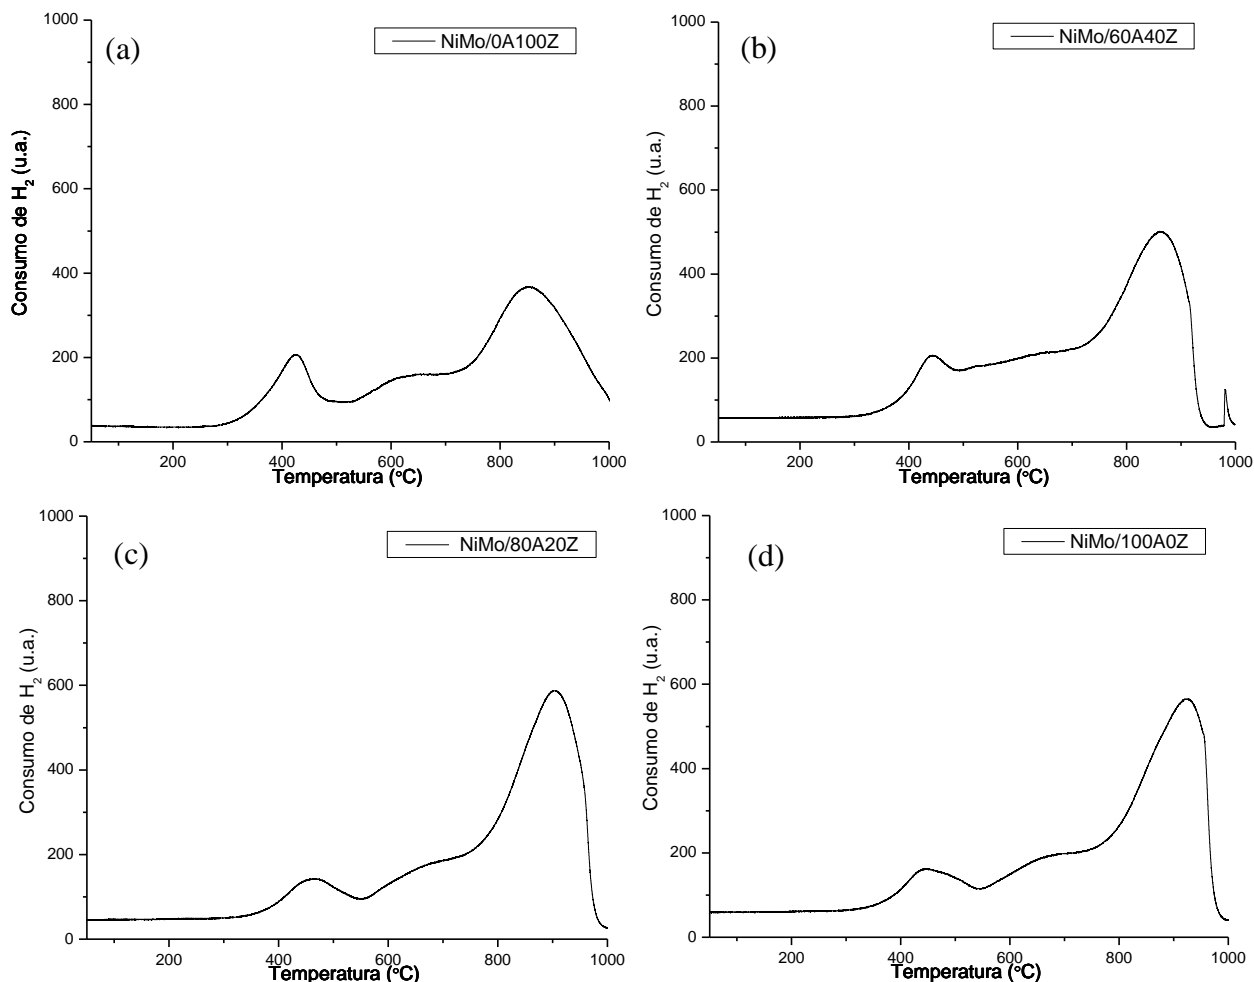 (a)
NiMo/0A100Z
1000
800
600
400
200
0
Consumo de H2 (u.a.)
200 400 600 800 1000
Temperatura (°C)
(b)
NiMo/60A40Z
1000
800
600
400
200
0
Consumo de H2 (u.a.)
200 400 600 800 1000
Temperatura (°C)
(c)
NiMo/80A20Z
1000
800
600
400
200
0
Consumo de H2 (u.a.)
200 400 600 800 1000
Temperatura (°C)
(d)
NiMo/100A0Z
1000
800
600
400
200
0
Consumo de H2 (u.a.)
200 400 600 800 1000
Temperatura (°C)